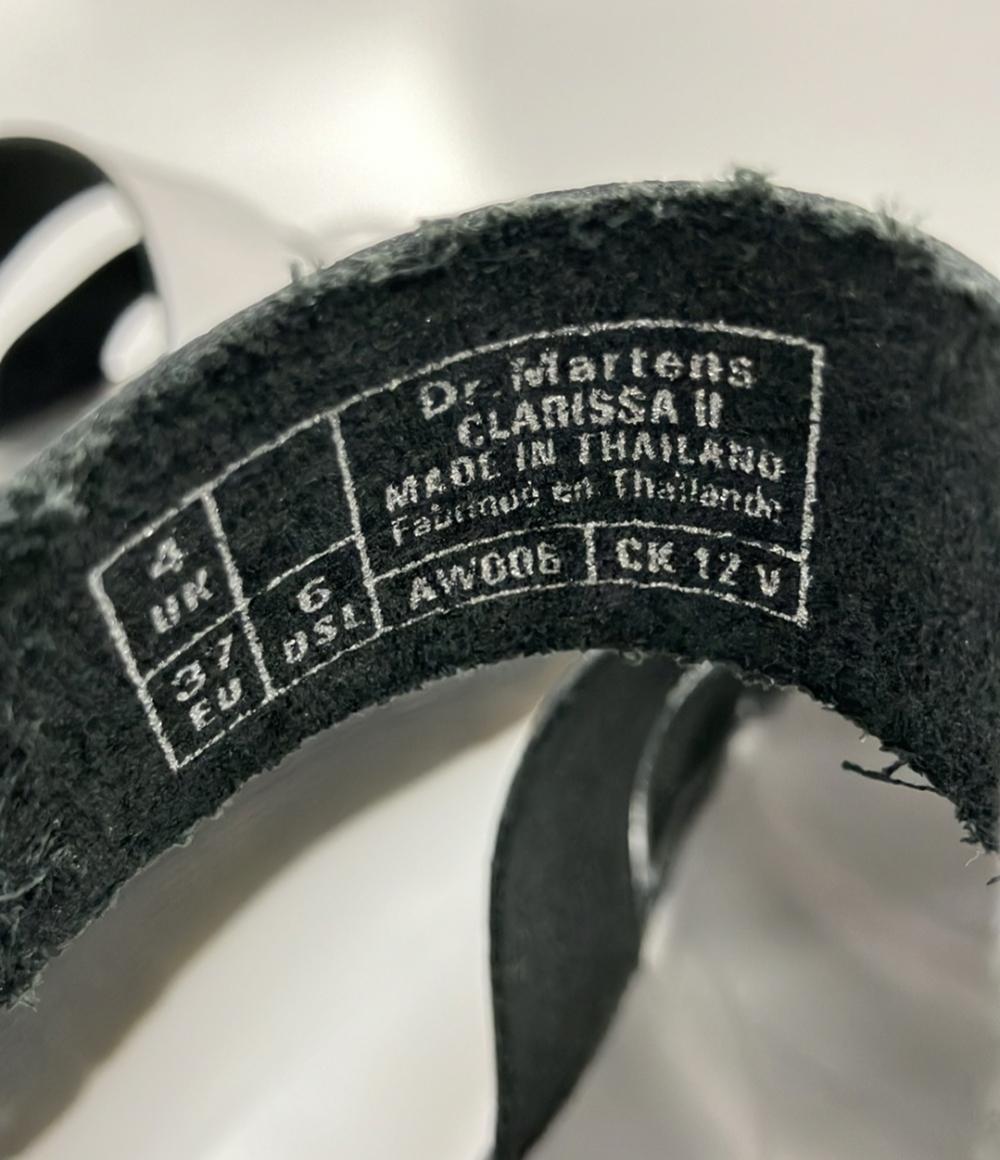 Dr. Martens
CLARISSA II
MADE IN THAILAND
Fabriqué en Thaïlande
4
UK
37
EU
6
USL
AW006
CK 12 V